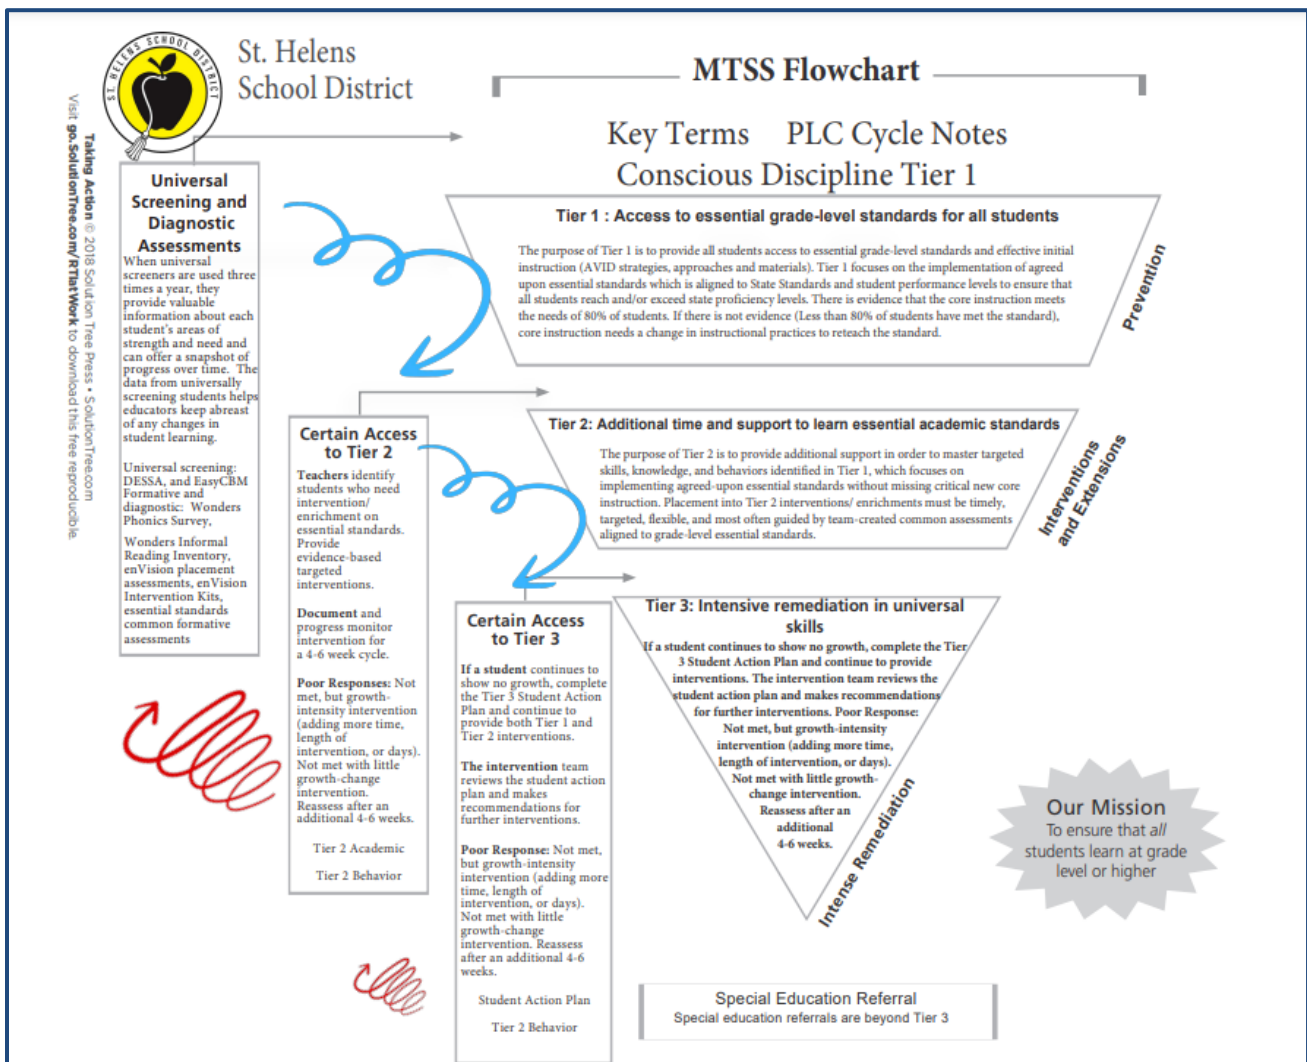 ST. HELENS SCHOOL DISTRICT
St. Helens
School District
MTSS Flowchart
Key Terms PLC Cycle Notes
Conscious Discipline Tier 1
Taking Action © 2018 Solution Tree Press • SolutionTree.com
Visit go.SolutionTree.com/RTIatWork to download this free reproducible.
Universal
Screening and
Diagnostic
Assessments
When universal
screeners are used three
times a year, they
provide valuable
information about each
student's areas of
strength and need and
can offer a snapshot of
progress over time. The
data from universally
screening students helps
educators keep abreast
of any changes in
student learning.
Universal screening:
DESSA, and EasyCBM
Formative and
diagnostic: Wonders
Phonics Survey,
Wonders Informal
Reading Inventory,
enVision placement
assessments, enVision
Intervention Kits,
essential standards
common formative
assessments
Tier 1 : Access to essential grade-level standards for all students
The purpose of Tier 1 is to provide all students access to essential grade-level standards and effective initial
instruction (AVID strategies, approaches and materials). Tier 1 focuses on the implementation of agreed
upon essential standards which is aligned to State Standards and student performance levels to ensure that
all students reach and/or exceed state proficiency levels. There is evidence that the core instruction meets
the needs of 80% of students. If there is not evidence (Less than 80% of students have met the standard),
core instruction needs a change in instructional practices to reteach the standard.
Prevention
Certain Access
to Tier 2
Teachers identify
students who need
intervention/
enrichment on
essential standards.
Provide
evidence-based
targeted
interventions.
Document and
progress monitor
intervention for
a 4-6 week cycle.
Poor Responses: Not
met, but growth-
intensity intervention
(adding more time,
length of
intervention, or days).
Not met with little
growth-change
intervention.
Reassess after an
additional 4-6 weeks.
Tier 2 Academic
Tier 2 Behavior
Tier 2: Additional time and support to learn essential academic standards
The purpose of Tier 2 is to provide additional support in order to master targeted
skills, knowledge, and behaviors identified in Tier 1, which focuses on
implementing agreed-upon essential standards without missing critical new core
instruction. Placement into Tier 2 interventions/ enrichments must be timely,
targeted, flexible, and most often guided by team-created common assessments
aligned to grade-level essential standards.
Interventions
and Extensions
Certain Access
to Tier 3
If a student continues to
show no growth, complete
the Tier 3 Student Action
Plan and continue to
provide both Tier 1 and
Tier 2 interventions.
The intervention team
reviews the student action
plan and makes
recommendations for
further interventions.
Poor Response: Not met,
but growth-intensity
intervention (adding more
time, length of
intervention, or days).
Not met with little
growth-change
intervention. Reassess
after an additional 4-6
weeks.
Student Action Plan
Tier 2 Behavior
Tier 3: Intensive remediation in universal
skills
If a student continues to show no growth, complete the Tier
3 Student Action Plan and continue to provide
interventions. The intervention team reviews the
student action plan and makes recommendations
for further interventions. Poor Response:
Not met, but growth-intensity
intervention (adding more time,
length of intervention, or days).
Not met with little growth-
change intervention.
Reassess after an
additional
4-6 weeks.
Intense Remediation
Our Mission
To ensure that all
students learn at grade
level or higher
Special Education Referral
Special education referrals are beyond Tier 3